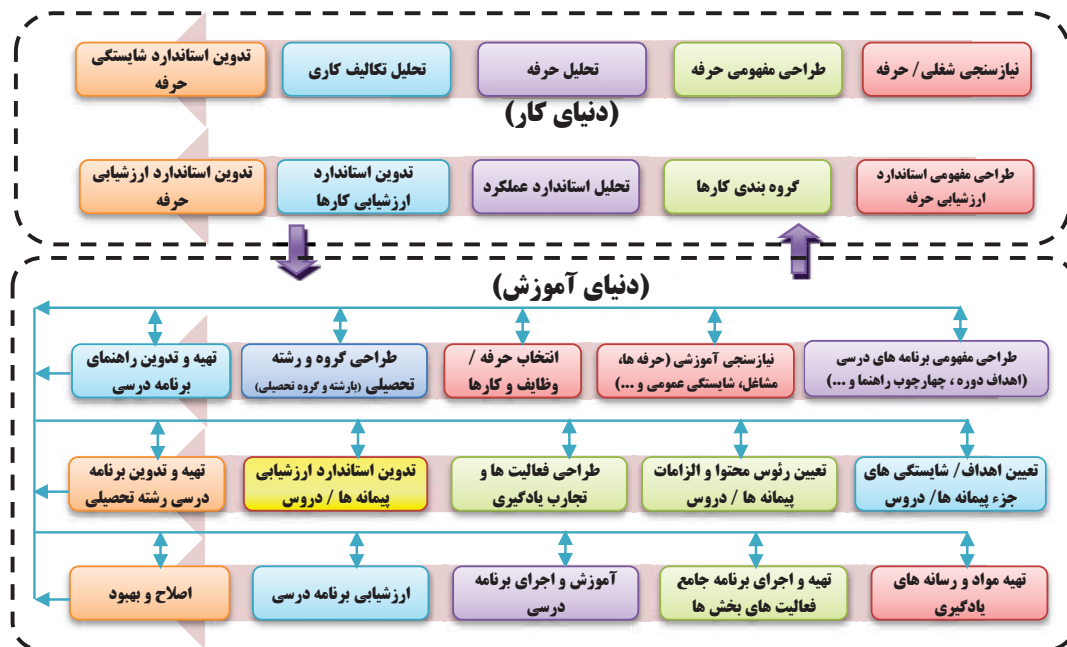 نیازسنجی شغلی / حرفه
طراحی مفهومی حرفه
تحلیل حرفه
تحلیل تکالیف کاری
تدوین استاندارد شایستگی
حرفه
(دنیای کار)
طراحی مفهومی استاندارد
ارزشیابی حرفه
گروه بندی کارها
تحلیل استاندارد عملکرد
تدوین استاندارد
ارزشیابی کارها
تدوین استاندارد ارزشیابی
حرفه
(دنیای آموزش)
طراحی مفهومی برنامه های درسی
(اهداف دوره ، چهارچوب راهنما و ...)
نیازسنجی آموزشی (حرفه ها،
مشاغل، شایستگی عمومی و ...)
انتخاب حرفه /
وظایف و کارها
طراحی گروه و رشته
تحصیلی (بارشته و گروه تحصیلی)
تهیه و تدوین راهنمای
برنامه درسی
تعیین اهداف/ شایستگی های
جزء پیمانه ها/ دروس
تعیین رئوس محتوا و الزامات
پیمانه ها / دروس
طراحی فعالیت ها و
تجارب یادگیری
تدوین استاندارد ارزشیابی
پیمانه ها / دروس
تهیه و تدوین برنامه
درسی رشته تحصیلی
تهیه مواد و رسانه های
یادگیری
تهیه و اجرای برنامه جامع
فعالیت های بخش ها
آموزش و اجرای برنامه
درسی
ارزشیابی برنامه درسی
اصلاح و بهبود